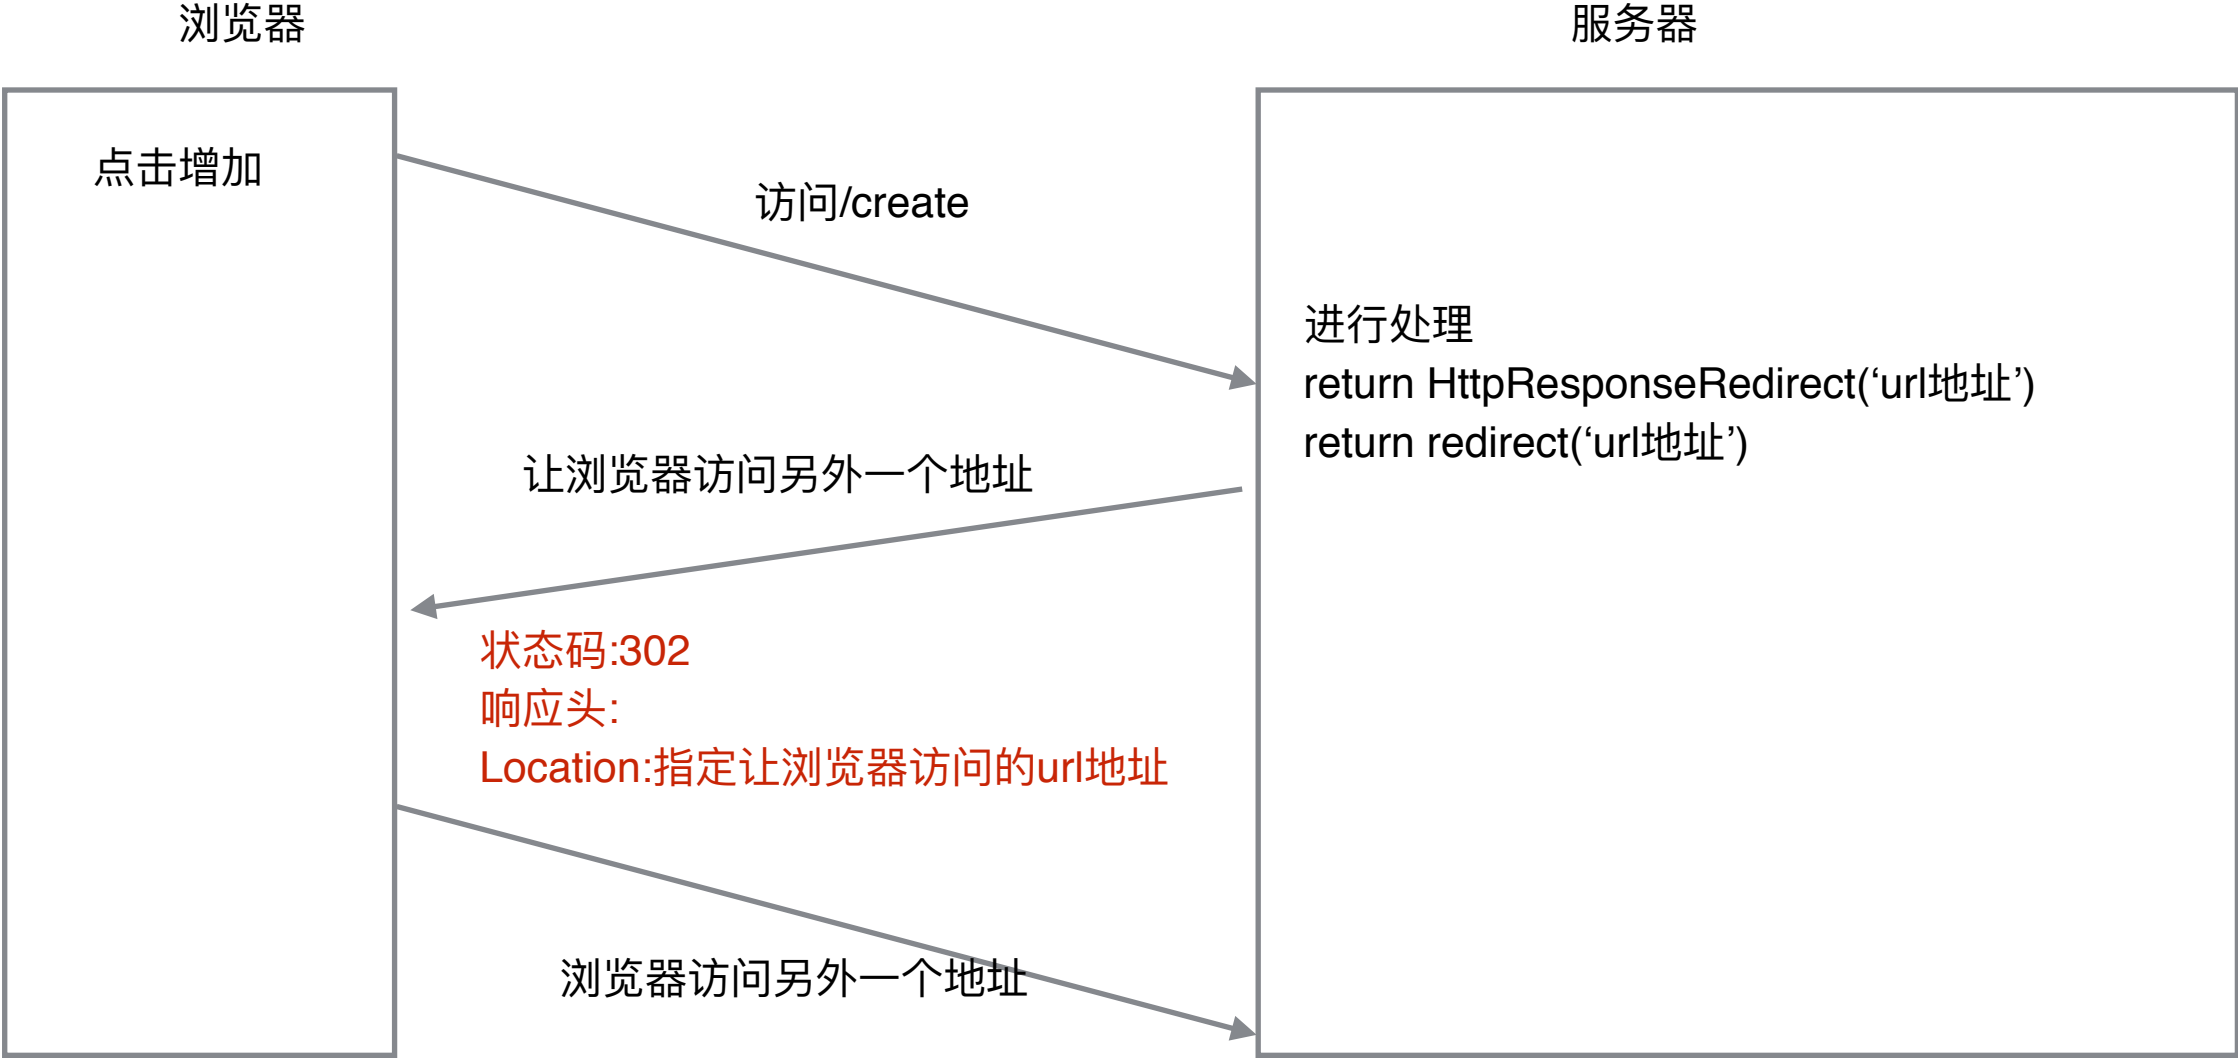 浏览器
服务器
点击增加
访问/create
进行处理
return HttpResponseRedirect(‘url地址’)
return redirect(‘url地址’)
让浏览器访问另外一个地址
状态码:302
响应头:
Location:指定让浏览器访问的url地址
浏览器访问另外一个地址